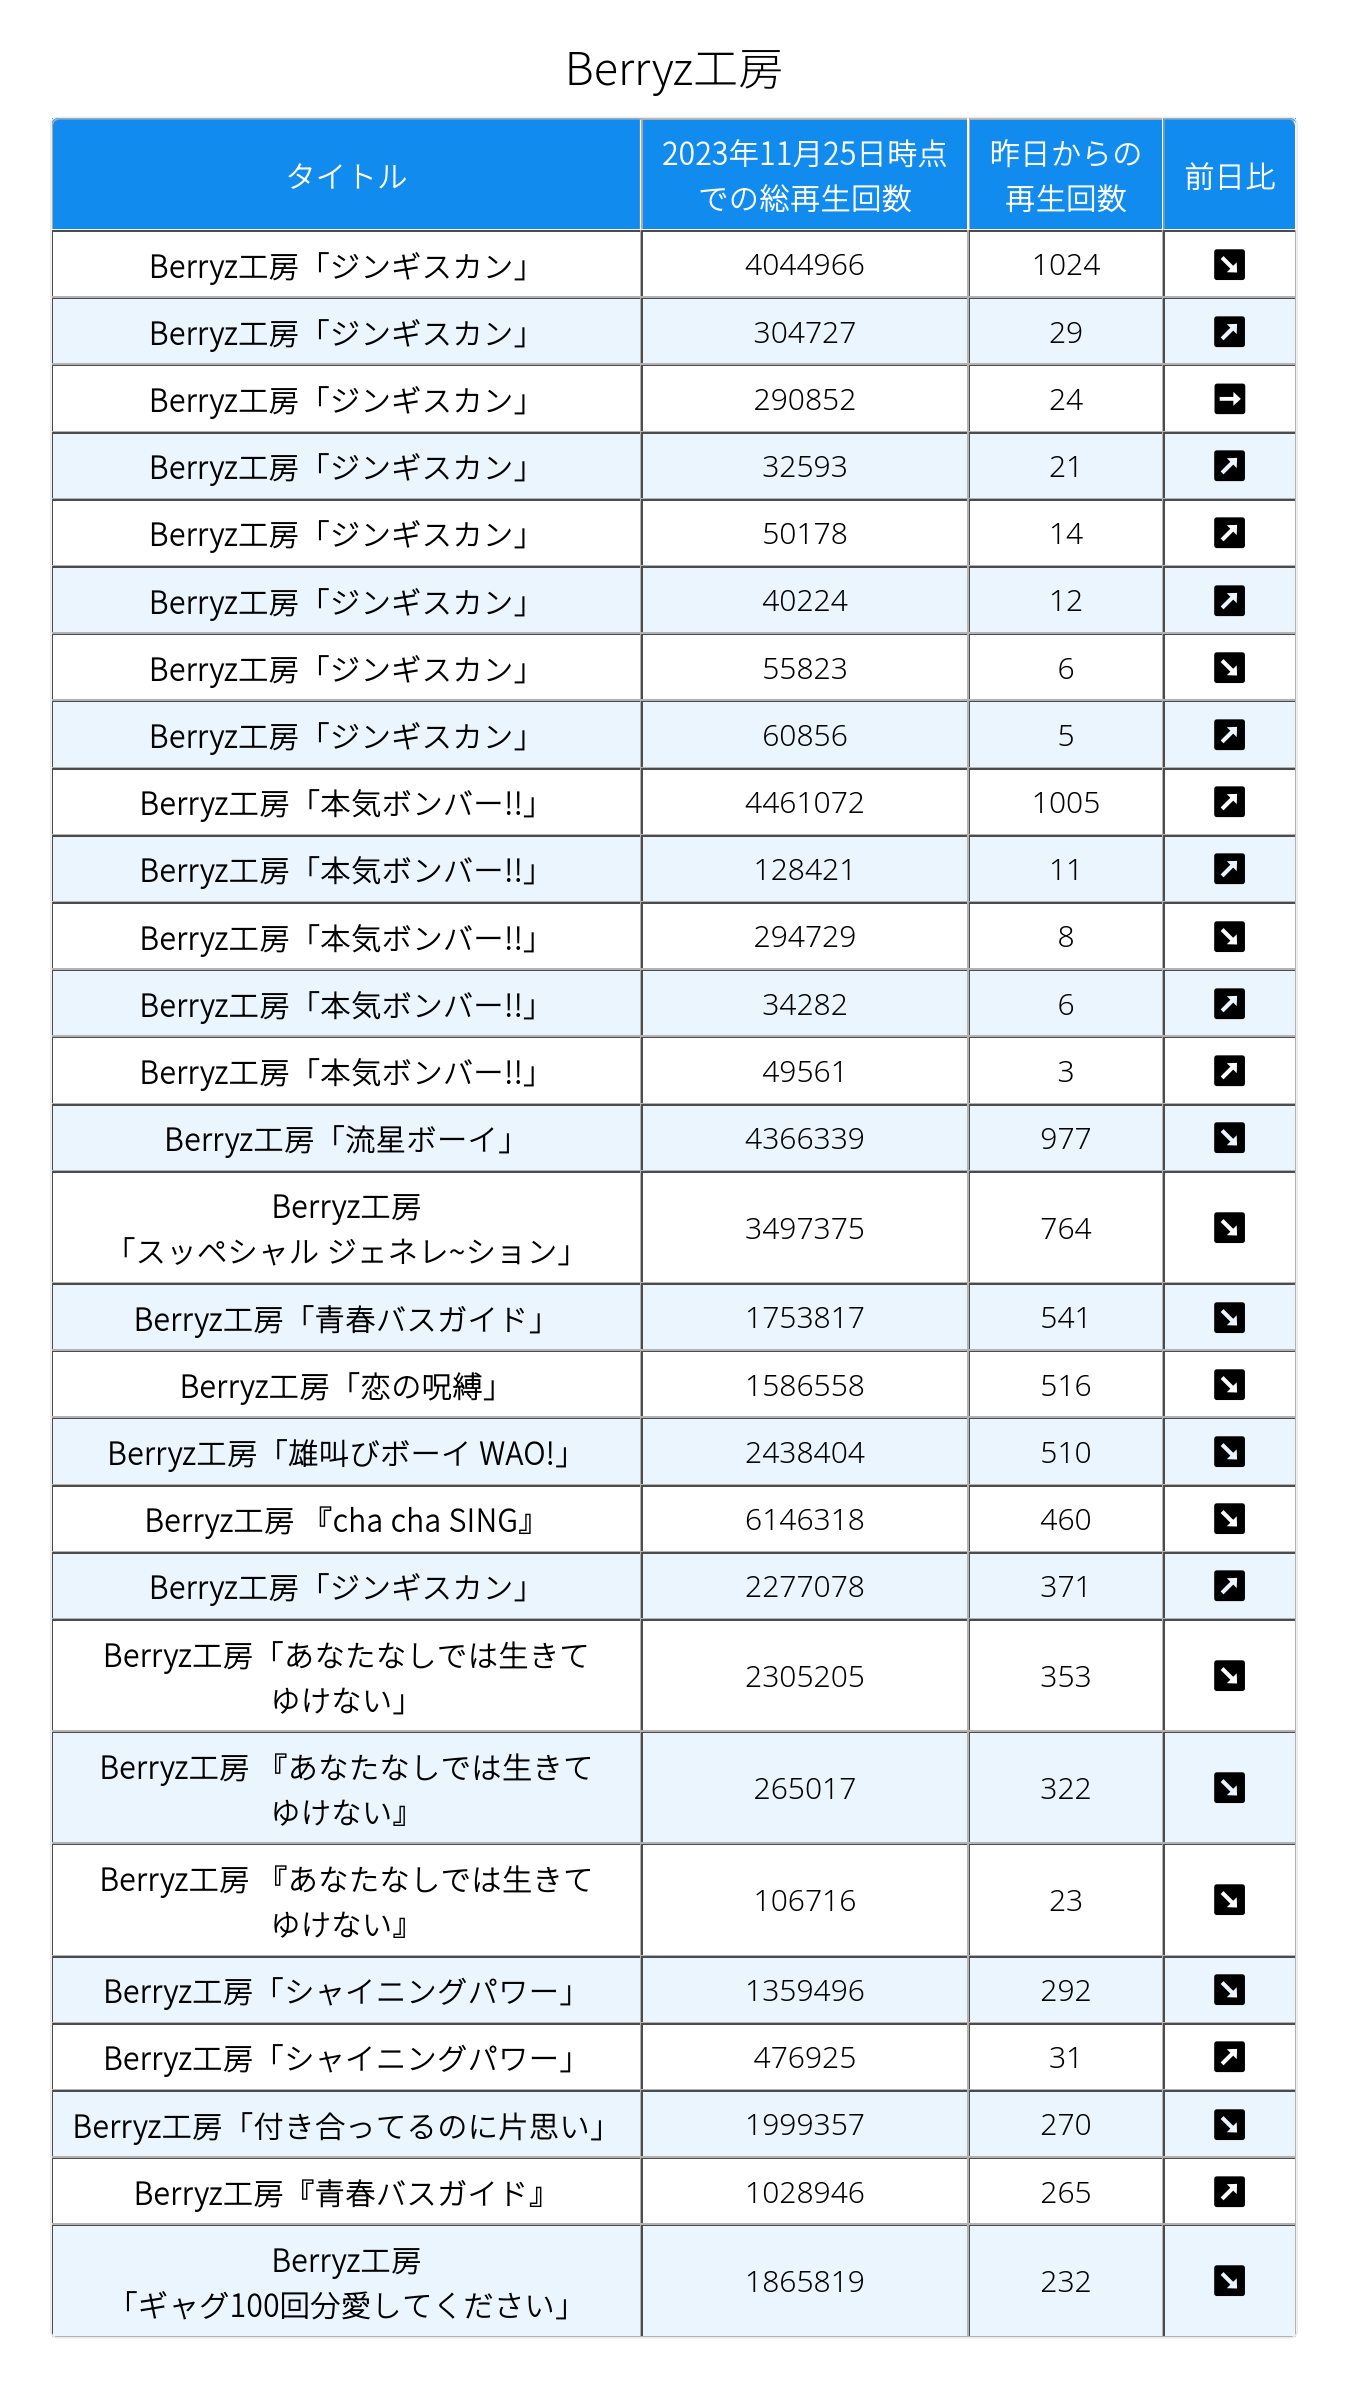 Berryz工房
タイトル
2023年11月25日時点
での総再生回数
昨日からの
再生回数
前日比
Berryz工房「ジンギスカン」 4044966 1024 ↘
Berryz工房「ジンギスカン」 304727 29 ↗
Berryz工房「ジンギスカン」 290852 24 →
Berryz工房「ジンギスカン」 32593 21 ↗
Berryz工房「ジンギスカン」 50178 14 ↗
Berryz工房「ジンギスカン」 40224 12 ↗
Berryz工房「ジンギスカン」 55823 6 ↘
Berryz工房「ジンギスカン」 60856 5 ↗
Berryz工房「本気ボンバー!!」 4461072 1005 ↗
Berryz工房「本気ボンバー!!」 128421 11 ↗
Berryz工房「本気ボンバー!!」 294729 8 ↘
Berryz工房「本気ボンバー!!」 34282 6 ↗
Berryz工房「本気ボンバー!!」 49561 3 ↗
Berryz工房「流星ボーイ」 4366339 977 ↘
Berryz工房
「スッペシャル ジェネレ~ション」 3497375 764 ↘
Berryz工房「青春バスガイド」 1753817 541 ↘
Berryz工房「恋の呪縛」 1586558 516 ↘
Berryz工房「雄叫びボーイ WAO!」 2438404 510 ↘
Berryz工房 『cha cha SING』 6146318 460 ↘
Berryz工房「ジンギスカン」 2277078 371 ↗
Berryz工房「あなたなしでは生きて
ゆけない」 2305205 353 ↘
Berryz工房 『あなたなしでは生きて
ゆけない』 265017 322 ↘
Berryz工房 『あなたなしでは生きて
ゆけない』 106716 23 ↘
Berryz工房「シャイニングパワー」 1359496 292 ↘
Berryz工房「シャイニングパワー」 476925 31 ↗
Berryz工房「付き合ってるのに片思い」 1999357 270 ↘
Berryz工房『青春バスガイド』 1028946 265 ↗
Berryz工房
「ギャグ100回分愛してください」 1865819 232 ↘